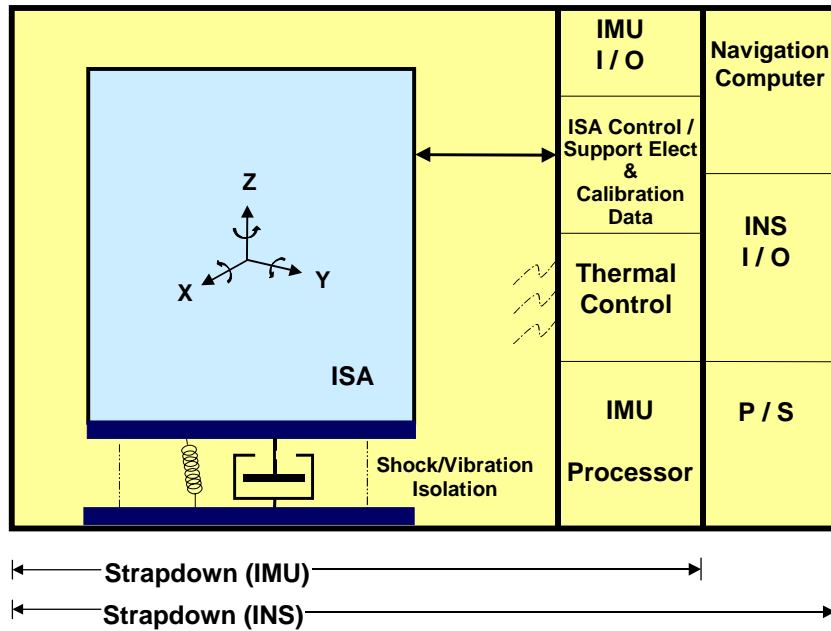 IMU
I / O
Navigation
Computer
ISA Control /
Support Elect
&
Calibration
Data
Z
X
Y
INS
I / O
Thermal
Control
ISA
IMU
Processor
P / S
Shock/Vibration
Isolation
Strapdown (IMU)
Strapdown (INS)